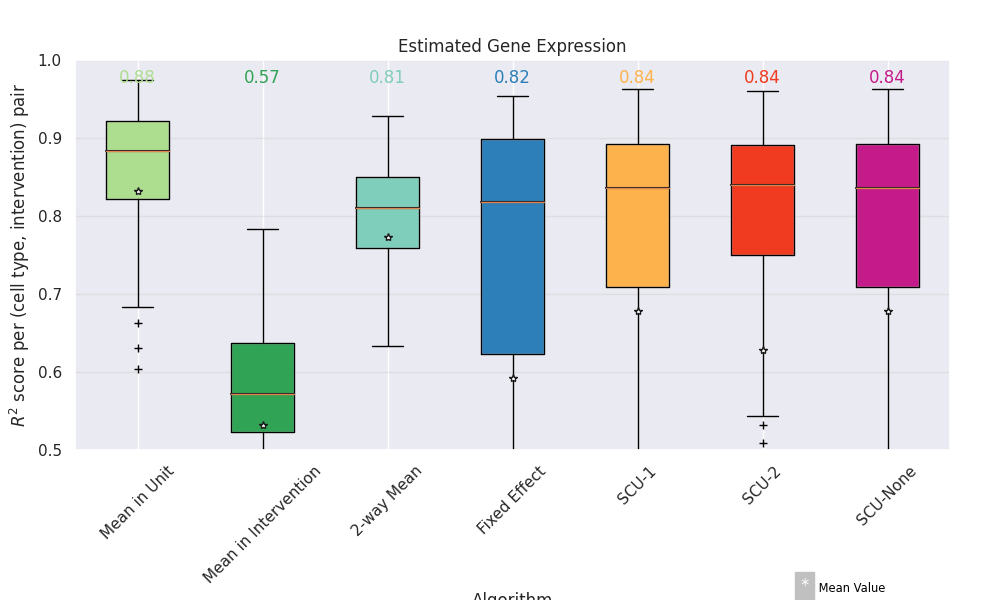 Estimated Gene Expression
R² score per (cell type, intervention) pair
1.0
0.9
0.8
0.7
0.6
0.5
0.88 0.57 0.81 0.82 0.84 0.84 0.84
Mean in Unit
Mean in Intervention
2-way Mean
Fixed Effect
SCU-1
SCU-2
SCU-None
Algorithm
* Mean Value